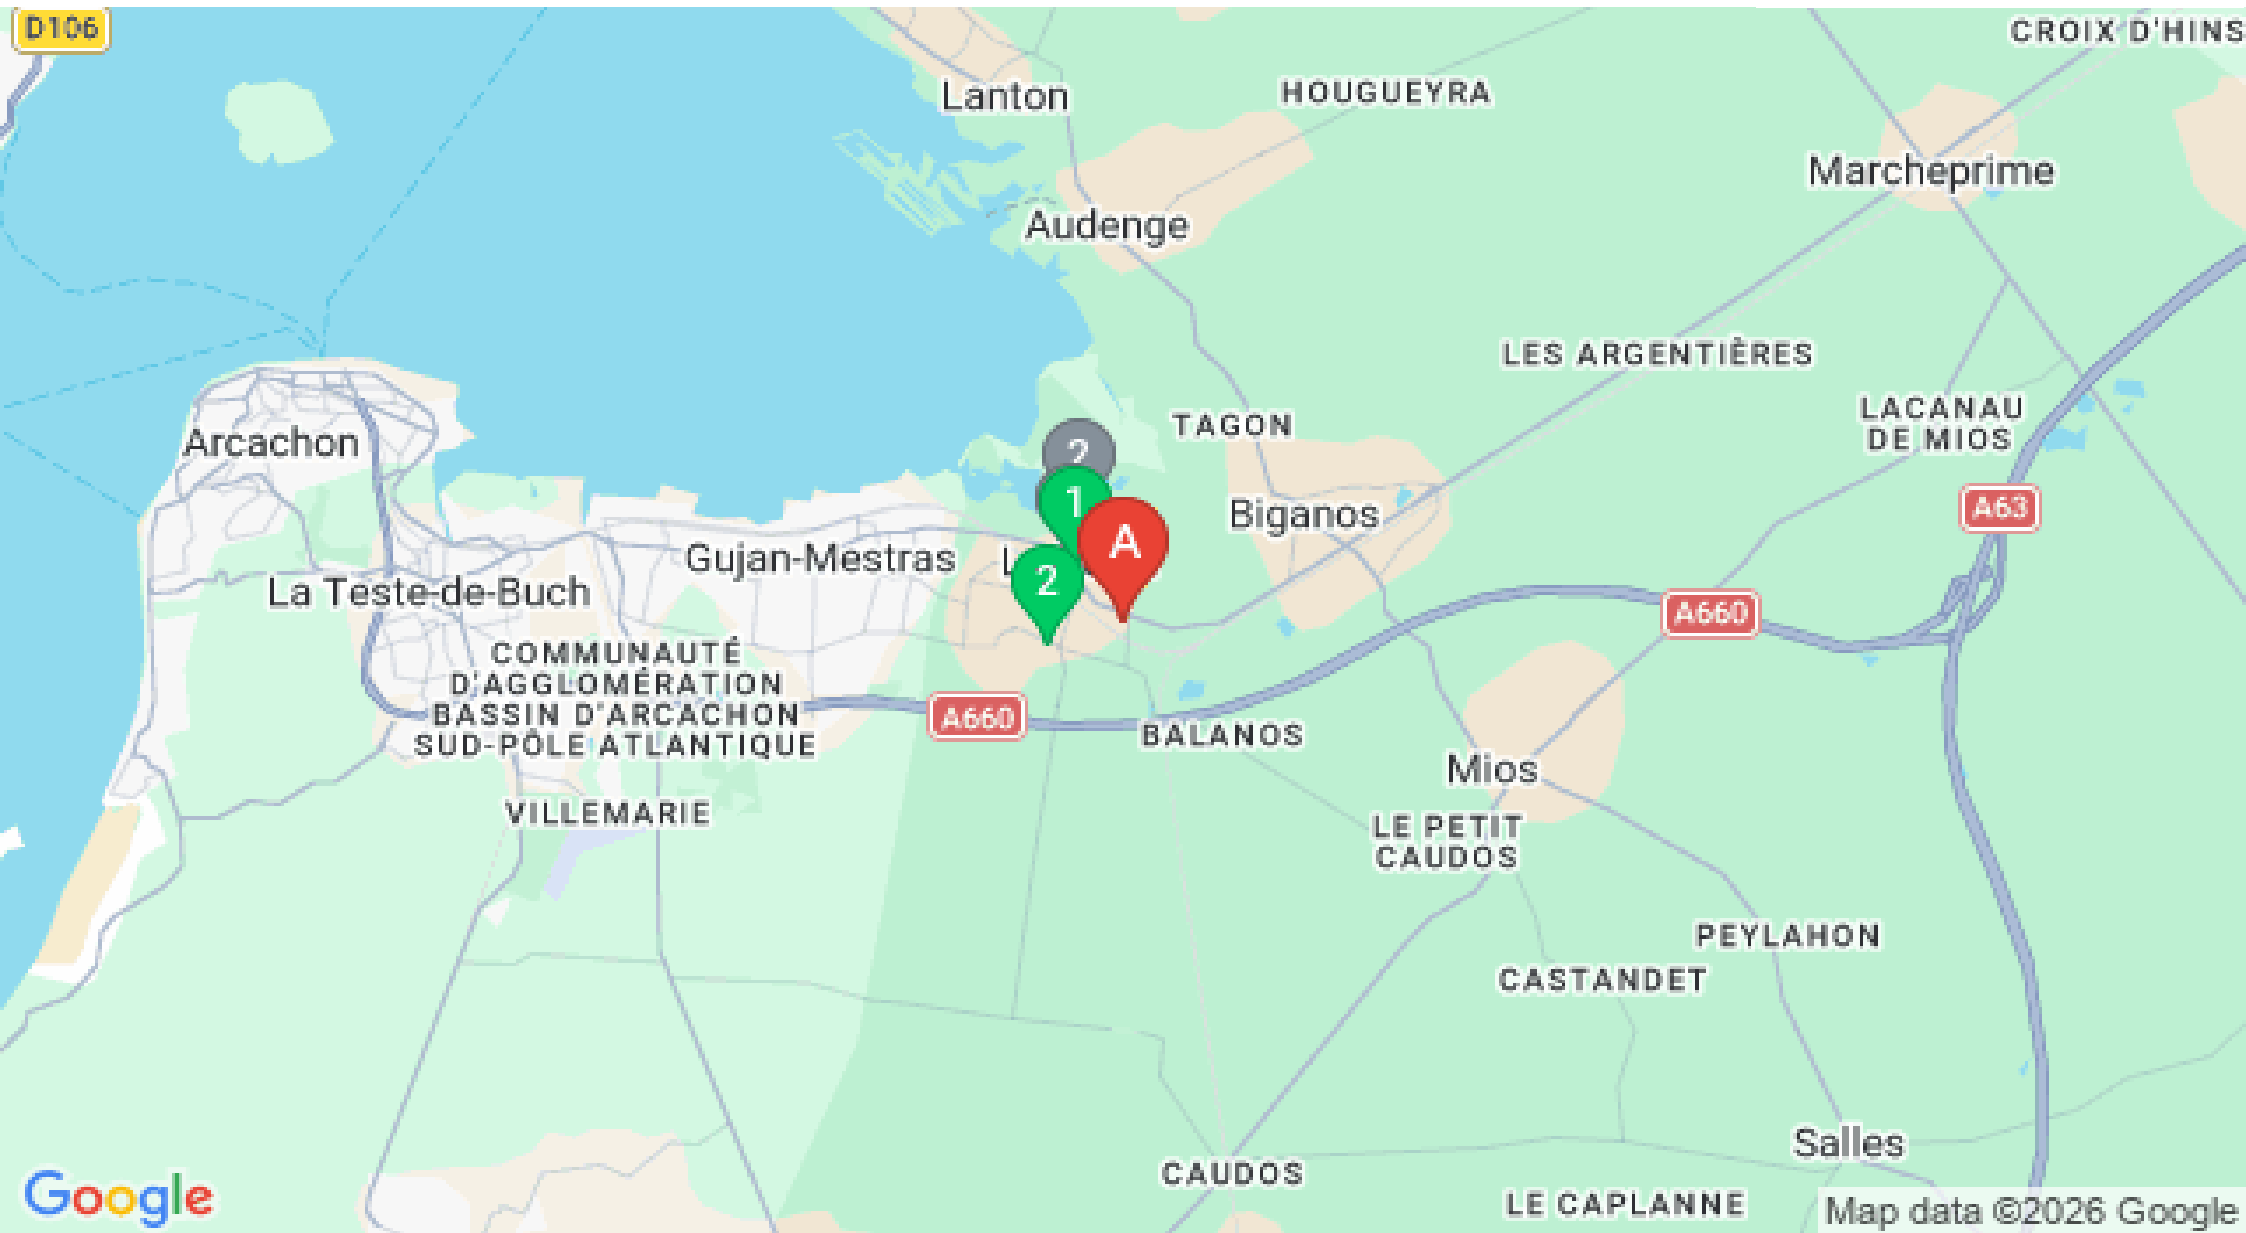 D106
CROIX D'HINS
Lanton
HOUGUEYRA
Marcheprime
Audenge
LES ARGENTIÈRES
LACANAU
DE MIOS
TAGON
Arcachon
2
1
A
Biganos
A63
Gujan-Mestras
L
2
La Teste-de-Buch
A660
COMMUNAUTÉ
D'AGGLOMÉRATION
BASSIN D'ARCACHON
SUD-PÔLE ATLANTIQUE
A660
BALANOS
Mios
VILLEMARIE
LE PETIT
CAUDOS
PEYLAHON
CASTANDET
Salles
CAUDOS
LE CAPLANNE
Google
Map data ©2026 Google